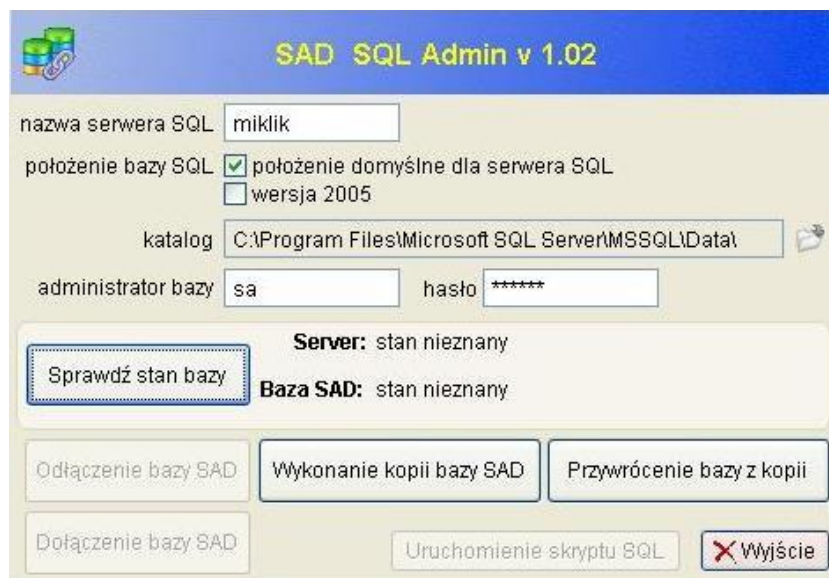 SAD SQL Admin v 1.02
nazwa serwera SQL miklik
położenie bazy SQL położenie domyślne dla serwera SQL
wersja 2005
katalog C:\Program Files\Microsoft SQL Server\MSSQL\Data\
administrator bazy sa hasło ******
Server: stan nieznany
Sprawdź stan bazy
Baza SAD: stan nieznany
Odłączenie bazy SAD Wykonanie kopii bazy SAD Przywrócenie bazy z kopii
Dołączenie bazy SAD Uruchomienie skryptu SQL Wyjście